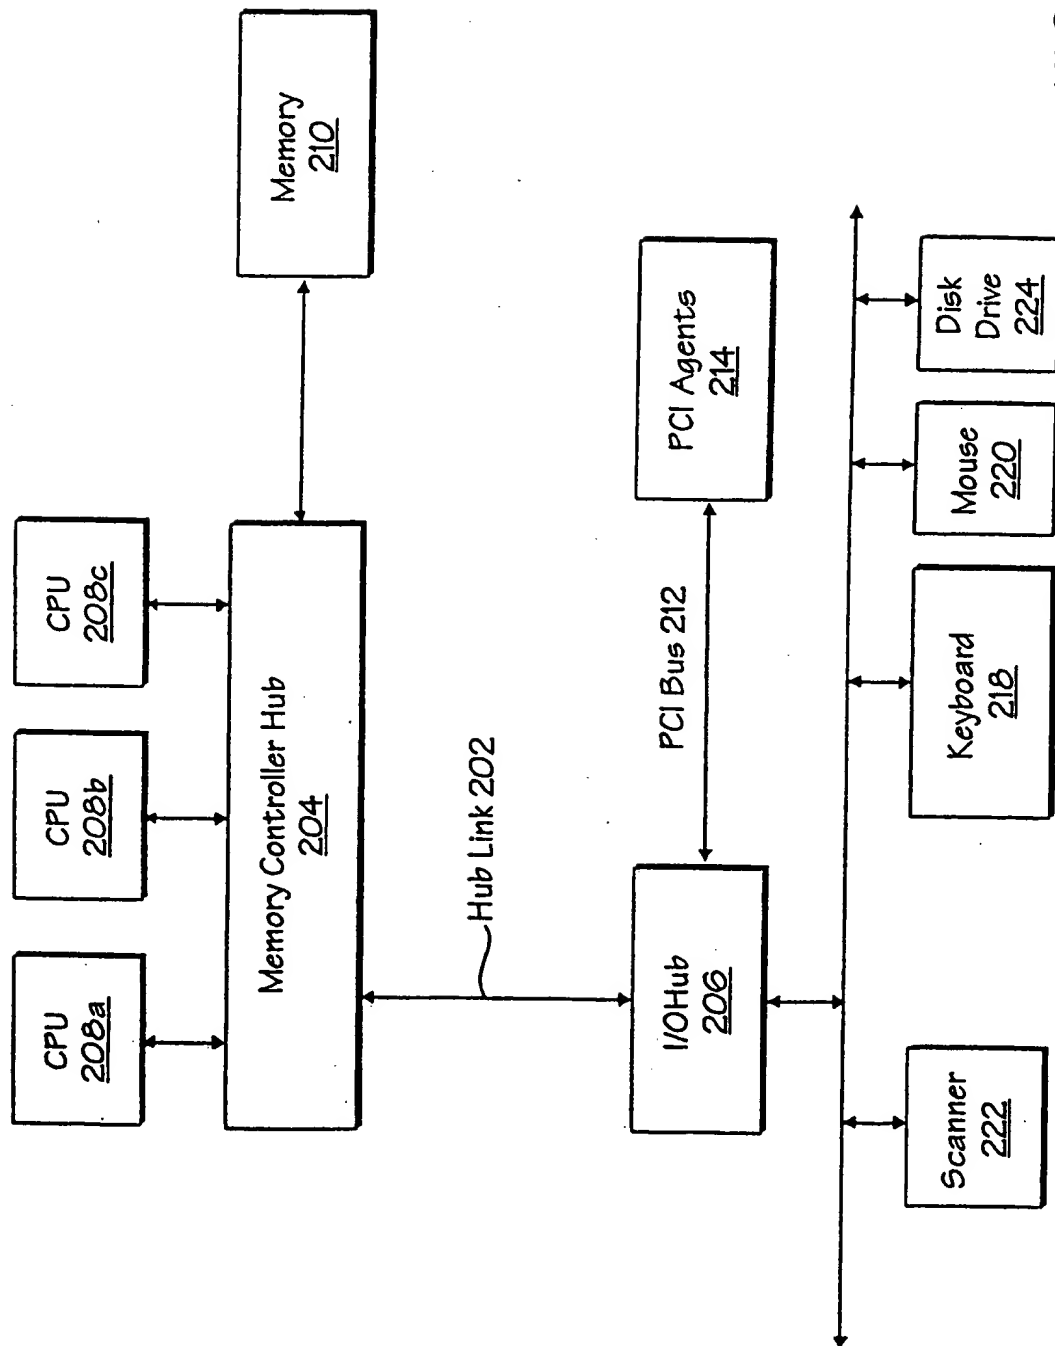 CPU
208a
CPU
208b
CPU
208c
Memory Controller Hub
204
Memory
210
Hub Link 202
I/O Hub
206
PCI Bus 212
PCI Agents
214
Scanner
222
Keyboard
218
Mouse
220
Disk
Drive
224